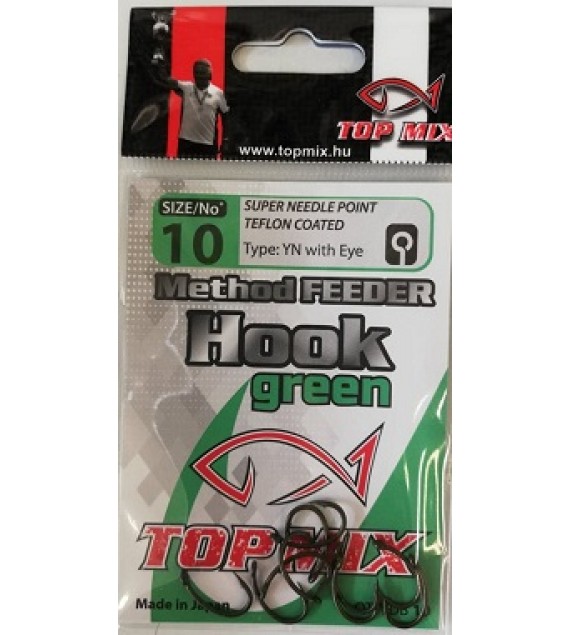 TOP MIX
www.topmix.hu
SIZE/No°
10
SUPER NEEDLE POINT
TEFLON COATED
Type: YN with Eye
Method FEEDER
Hook
green
TOP MIX
Made in Japan